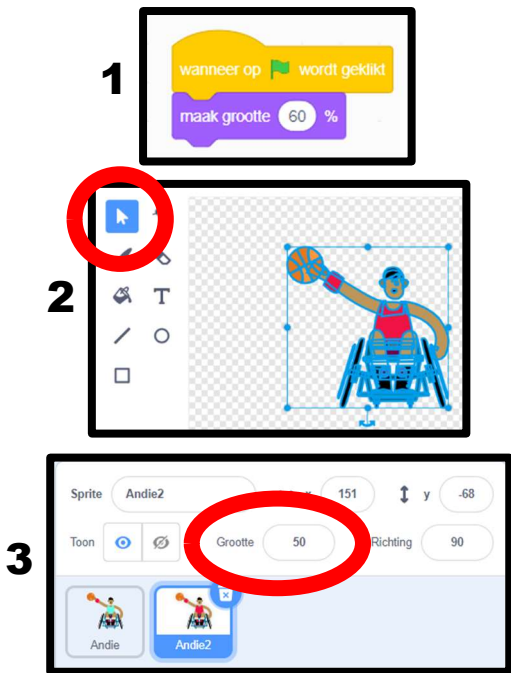 1
wanneer op wordt geklikt
maak grootte 60 %
2
T
3
Sprite Andie2 x 151 y -68
Toon Grootte 50 Richting 90
Andie Andie2